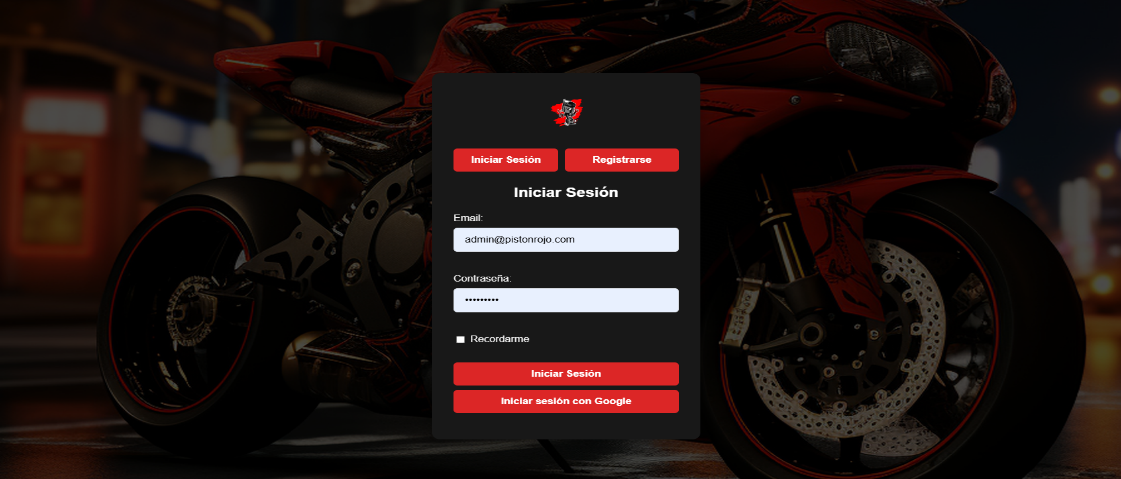 Iniciar Sesión Registrarse
Iniciar Sesión
Email:
admin@pistonrojo.com
Contraseña:
•••••••••
Recordarme
Iniciar Sesión
Iniciar sesión con Google